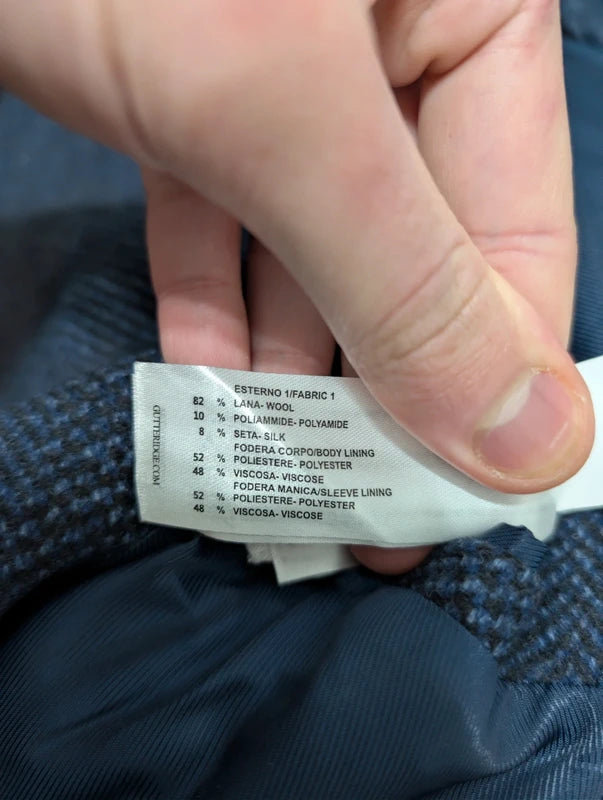 ESTERNO 1/FABRIC 1
82 % LANA- WOOL
10 % POLIAMMIDE- POLYAMIDE
8 % SETA- SILK
FODERA CORPO/BODY LINING
52 % POLIESTERE- POLYESTER
48 % VISCOSA- VISCOSE
FODERA MANICA/SLEEVE LINING
52 % POLIESTERE- POLYESTER
48 % VISCOSA- VISCOSE
GUTTERIDGE.COM